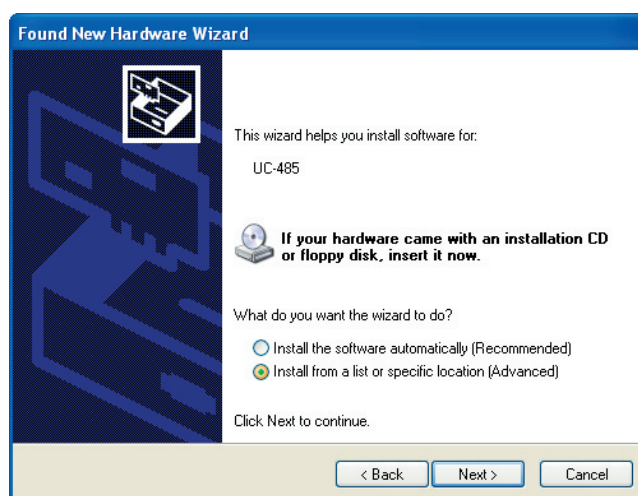 Found New Hardware Wizard
This wizard helps you install software for:
UC-485
If your hardware came with an installation CD
or floppy disk, insert it now.
What do you want the wizard to do?
Install the software automatically (Recommended)
Install from a list or specific location (Advanced)
Click Next to continue.
< Back Next > Cancel